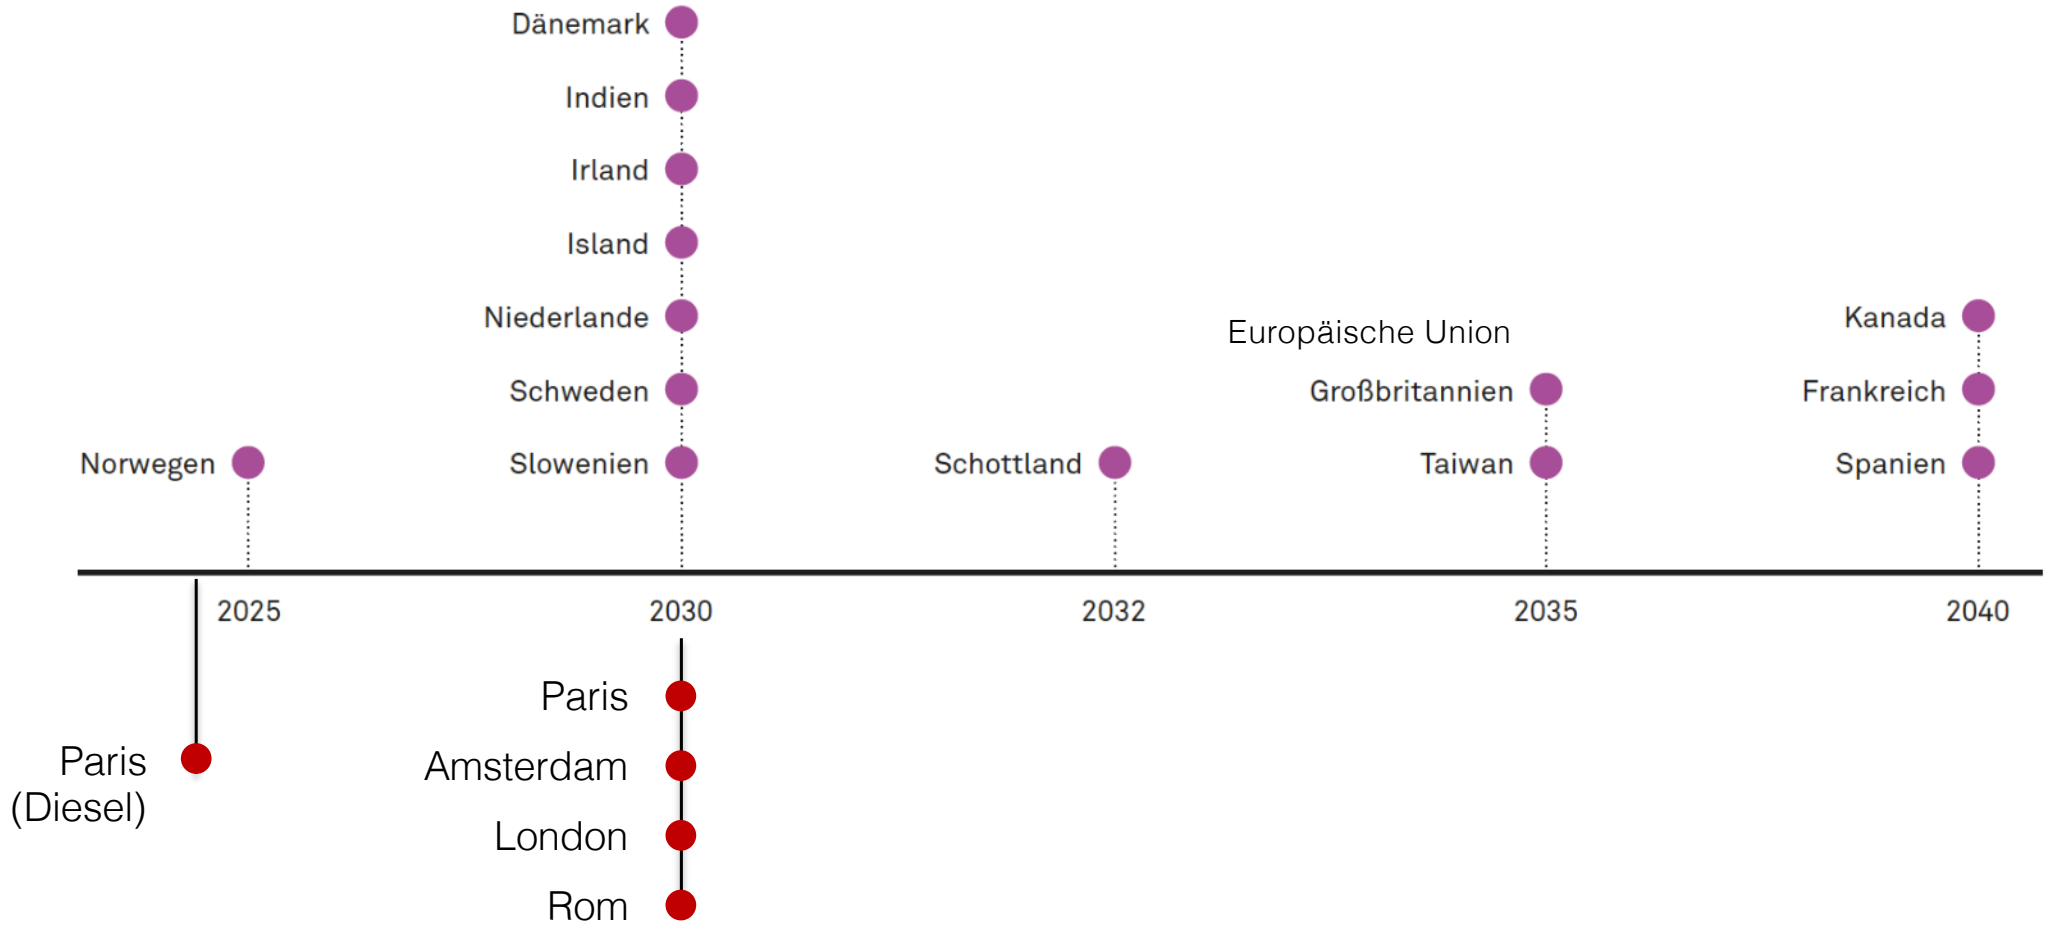 Dänemark
Indien
Irland
Island
Niederlande
Schweden
Slowenien
Norwegen
Schottland
Europäische Union
Großbritannien
Taiwan
Kanada
Frankreich
Spanien
2025
2030
2032
2035
2040
Paris
(Diesel)
Paris
Amsterdam
London
Rom